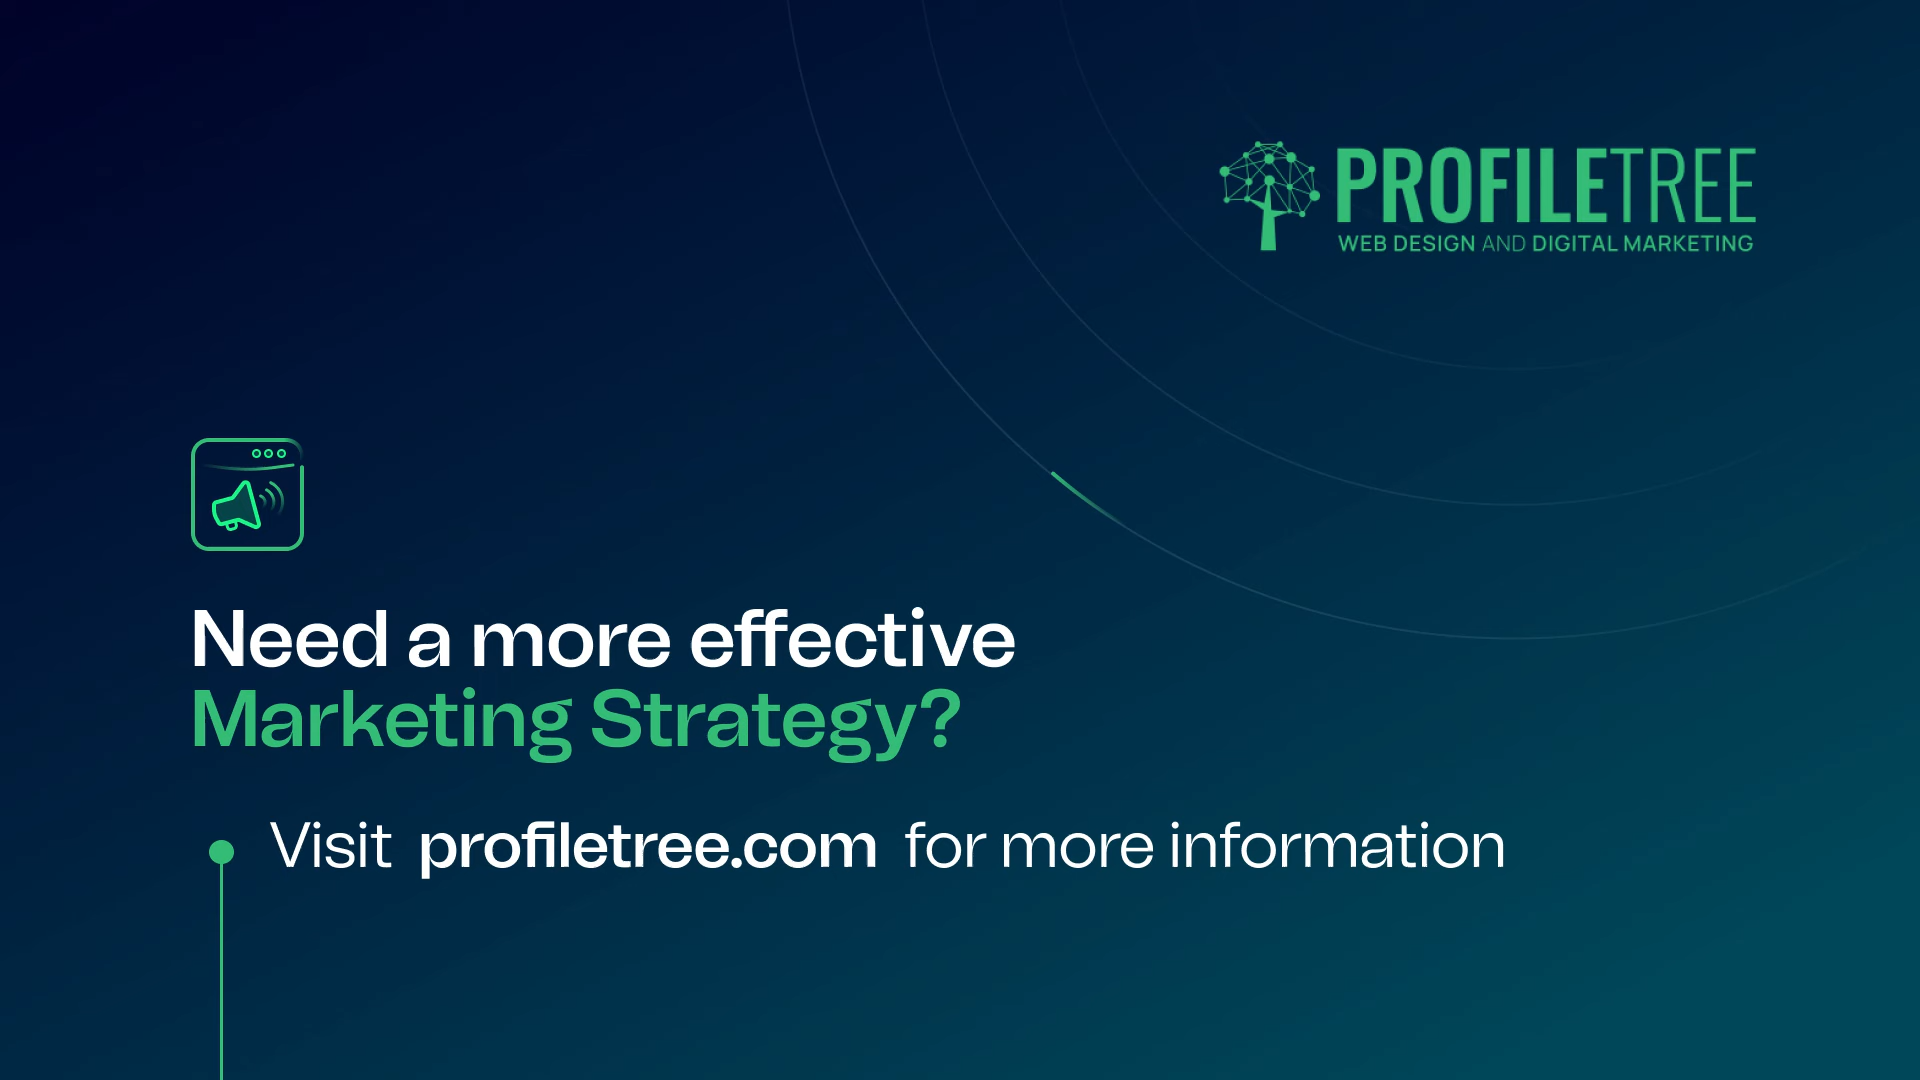 PROFILETREE
WEB DESIGN AND DIGITAL MARKETING
Need a more effective
Marketing Strategy?
Visit profiletree.com for more information